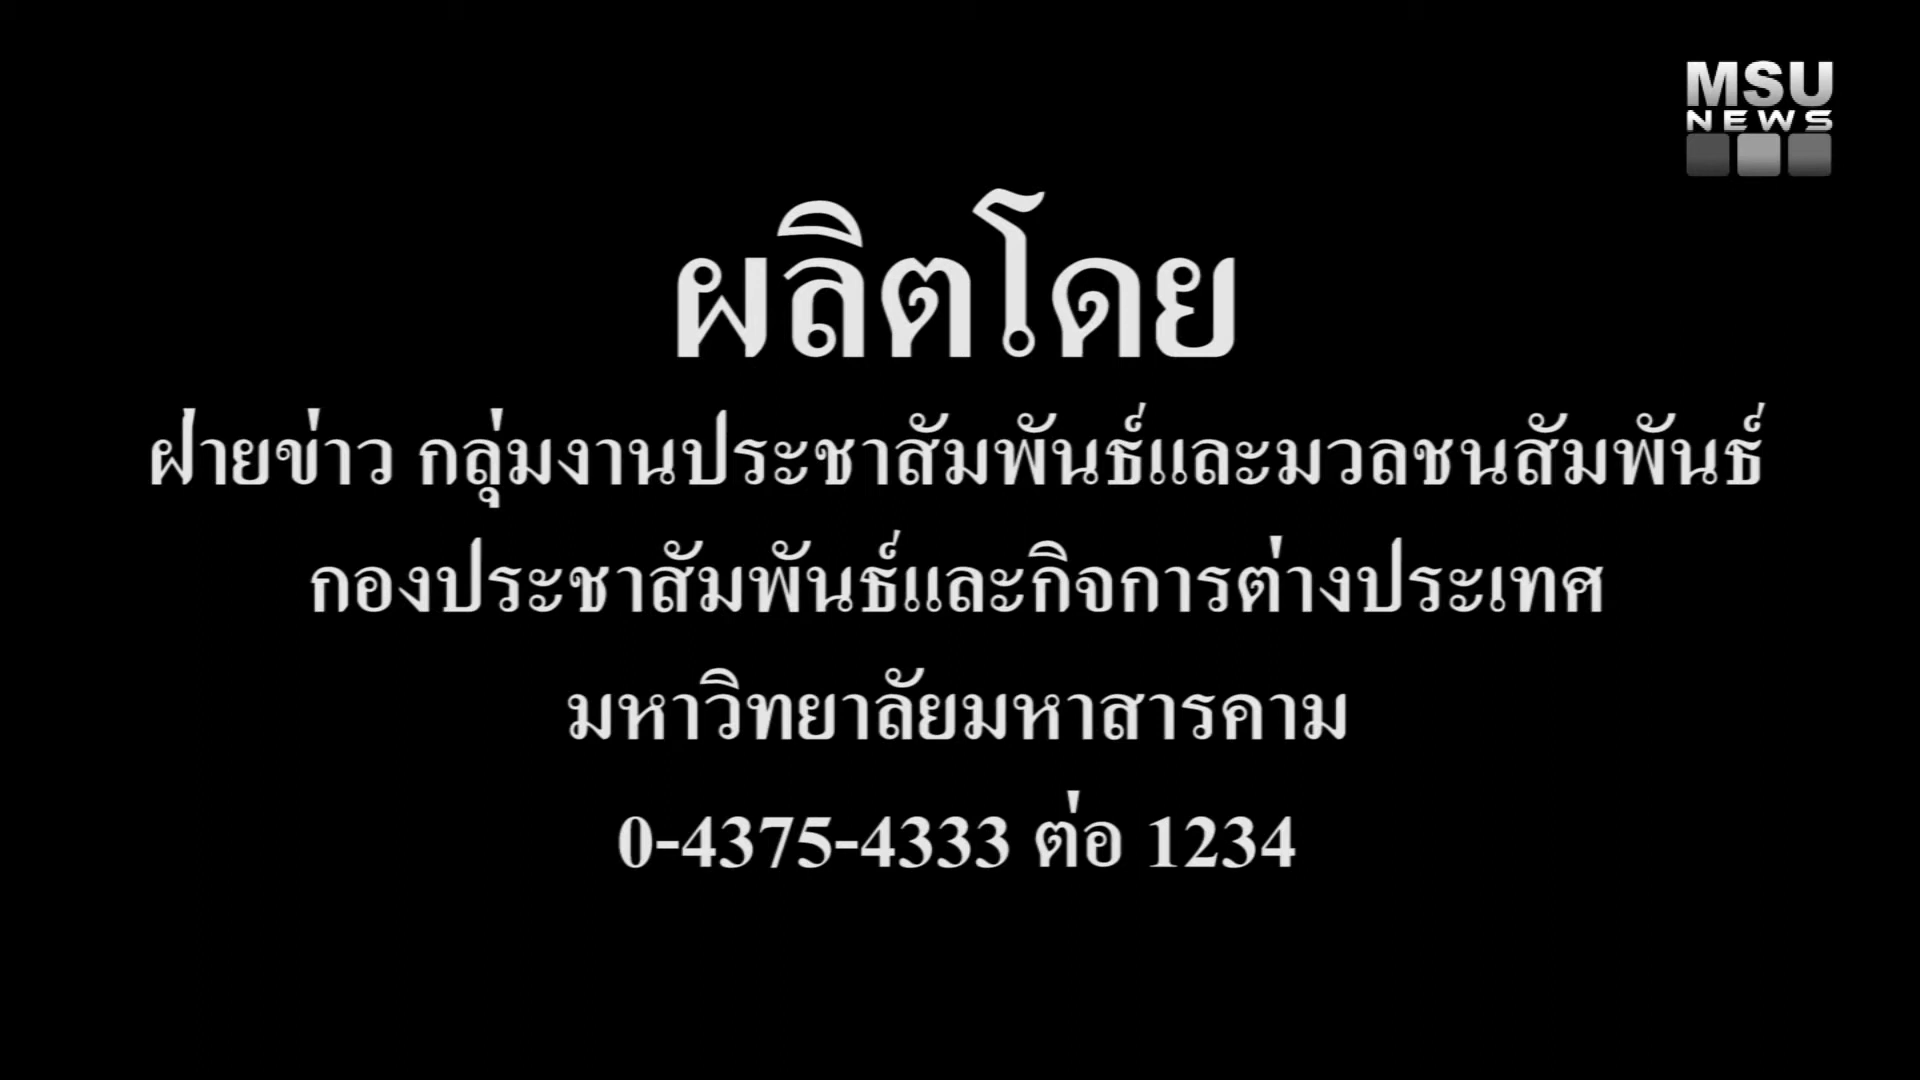 MSU
NEWS
ผลิตโดย
ฝ่ายข่าว กลุ่มงานประชาสัมพันธ์และมวลชนสัมพันธ์
กองประชาสัมพันธ์และกิจการต่างประเทศ
มหาวิทยาลัยมหาสารคาม
0-4375-4333 ต่อ 1234